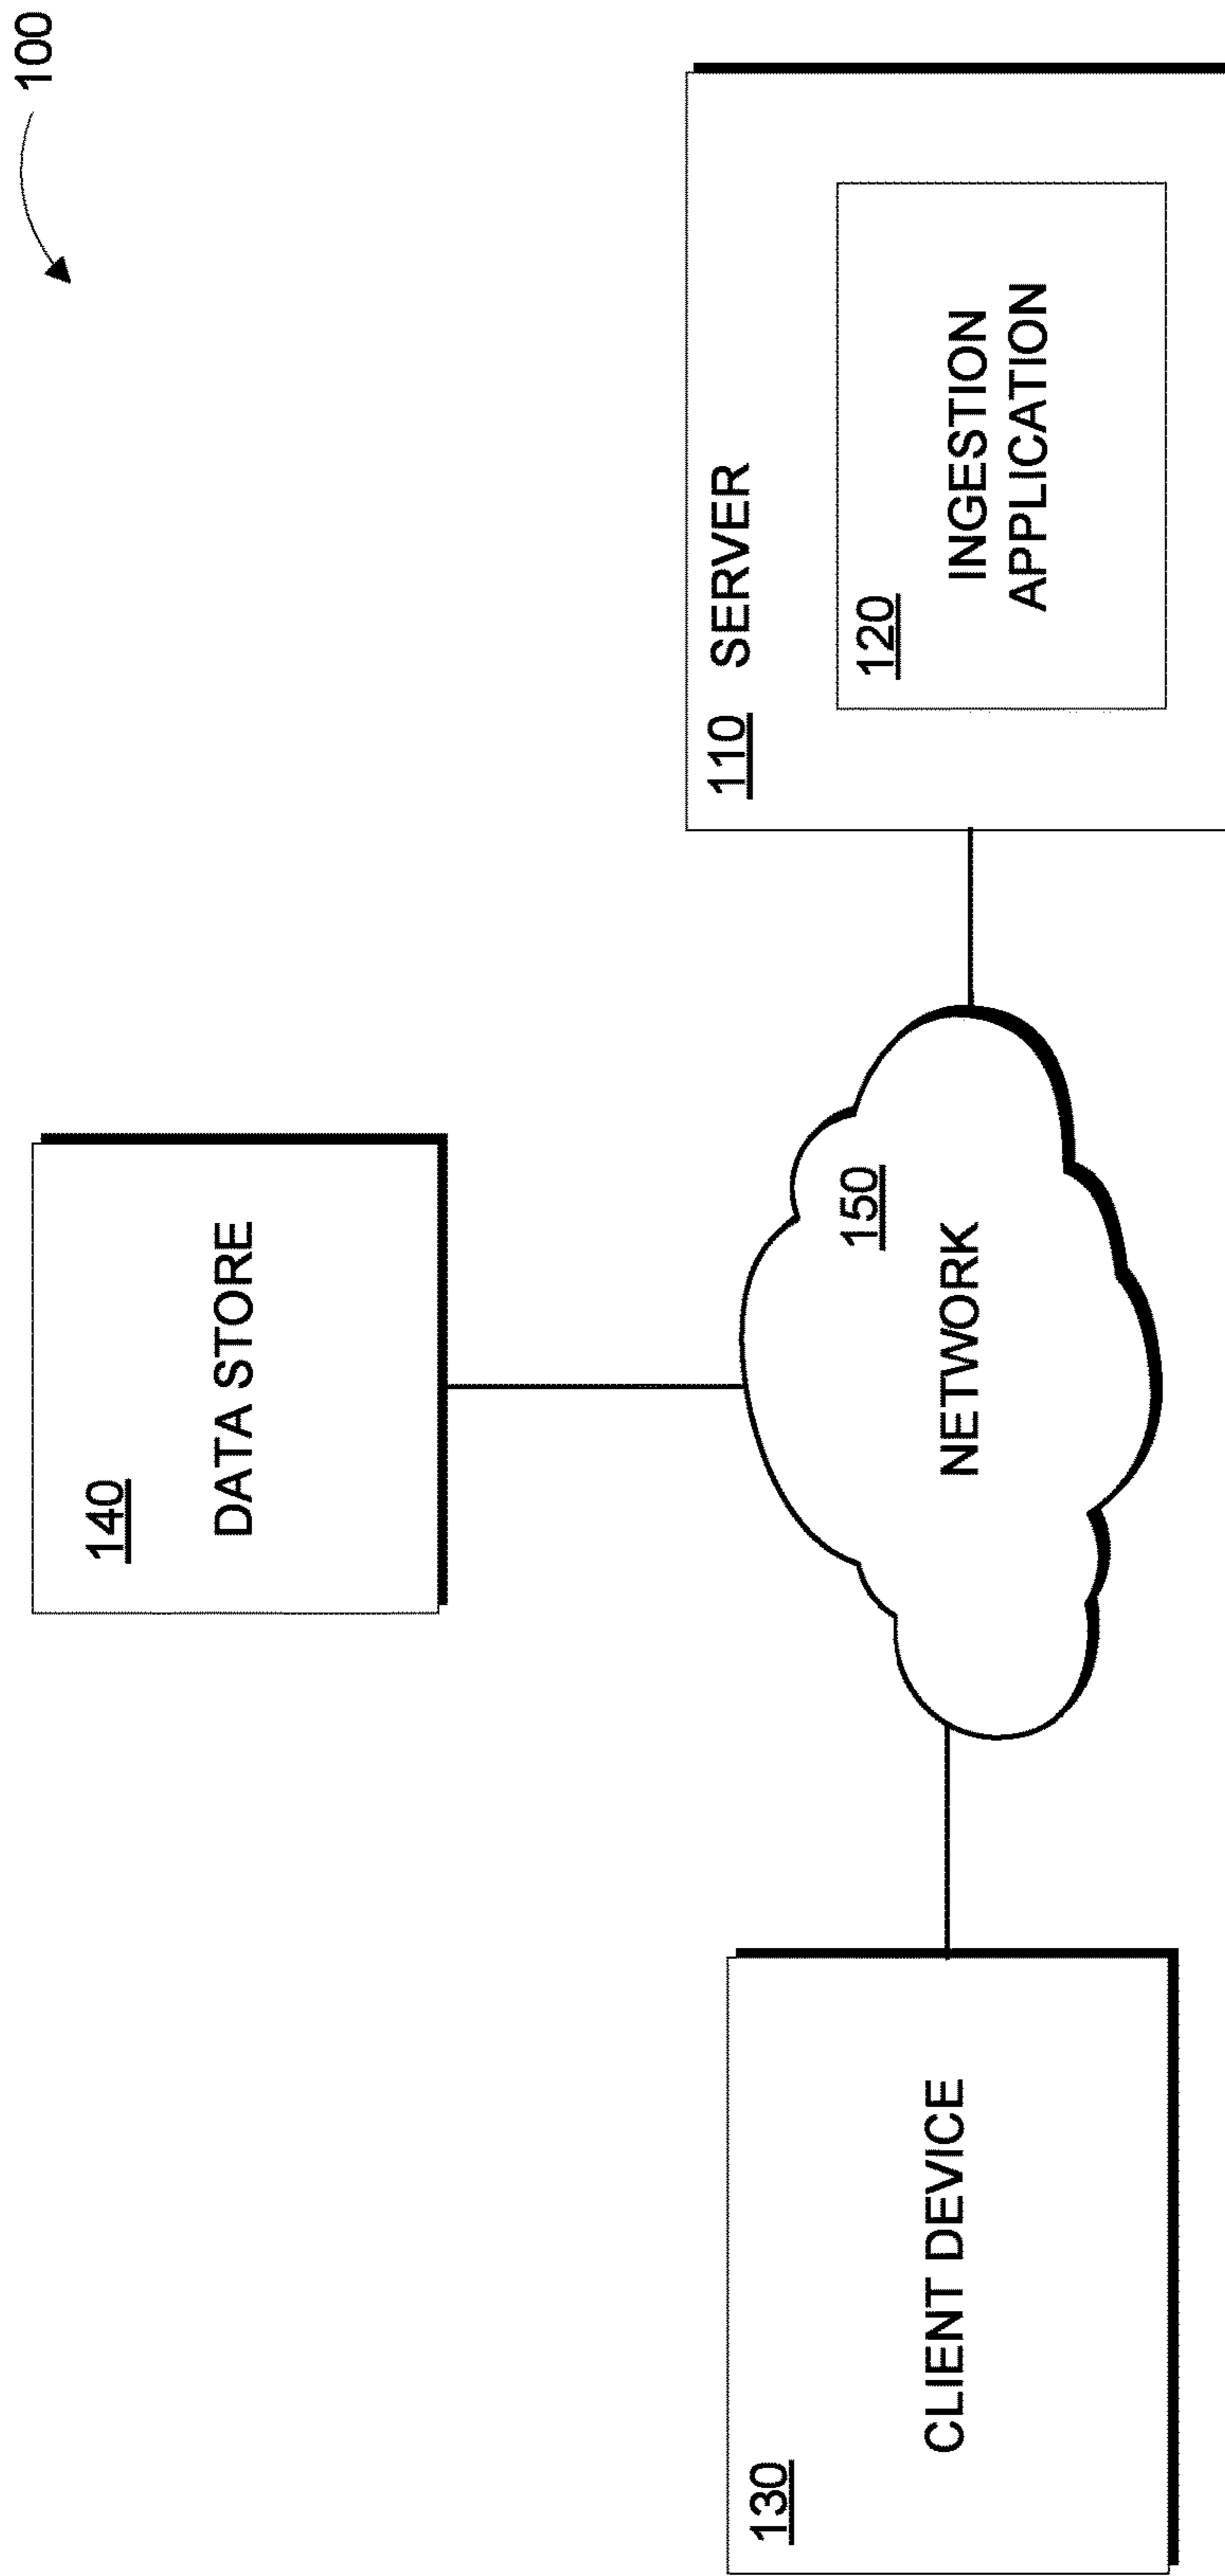 100
140
DATA STORE
110 SERVER
120
INGESTION
APPLICATION
150
NETWORK
130
CLIENT DEVICE